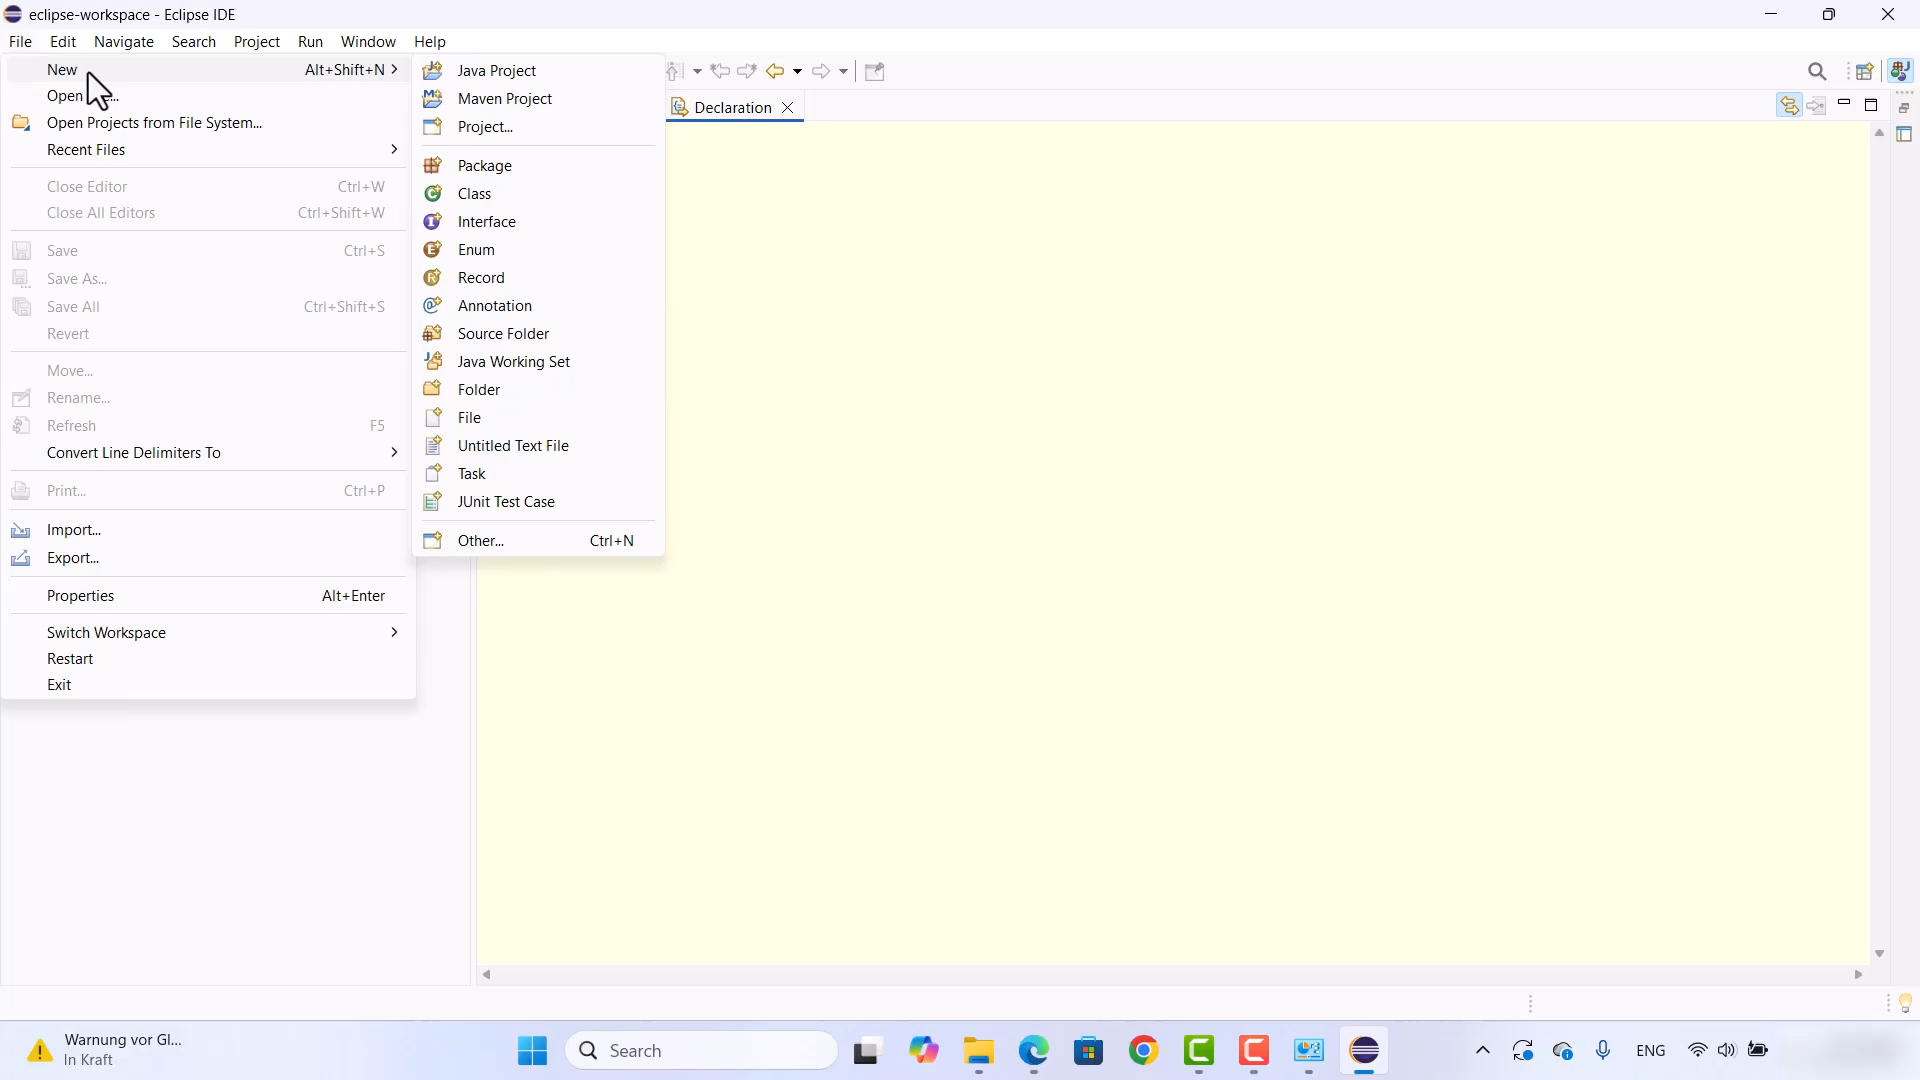 eclipse-workspace - Eclipse IDE
File Edit Navigate Search Project Run Window Help
New Alt+Shift+N
Open
Open Projects from File System...
Recent Files
Close Editor Ctrl+W
Close All Editors Ctrl+Shift+W
Save Ctrl+S
Save As...
Save All Ctrl+Shift+S
Revert
Move...
Rename...
Refresh F5
Convert Line Delimiters To
Print... Ctrl+P
Import...
Export...
Properties Alt+Enter
Switch Workspace
Restart
Exit
Java Project
Maven Project
Project...
Package
Class
Interface
Enum
Record
Annotation
Source Folder
Java Working Set
Folder
File
Untitled Text File
Task
JUnit Test Case
Other... Ctrl+N
Declaration
Warnung vor Gl...
In Kraft
Search
ENG